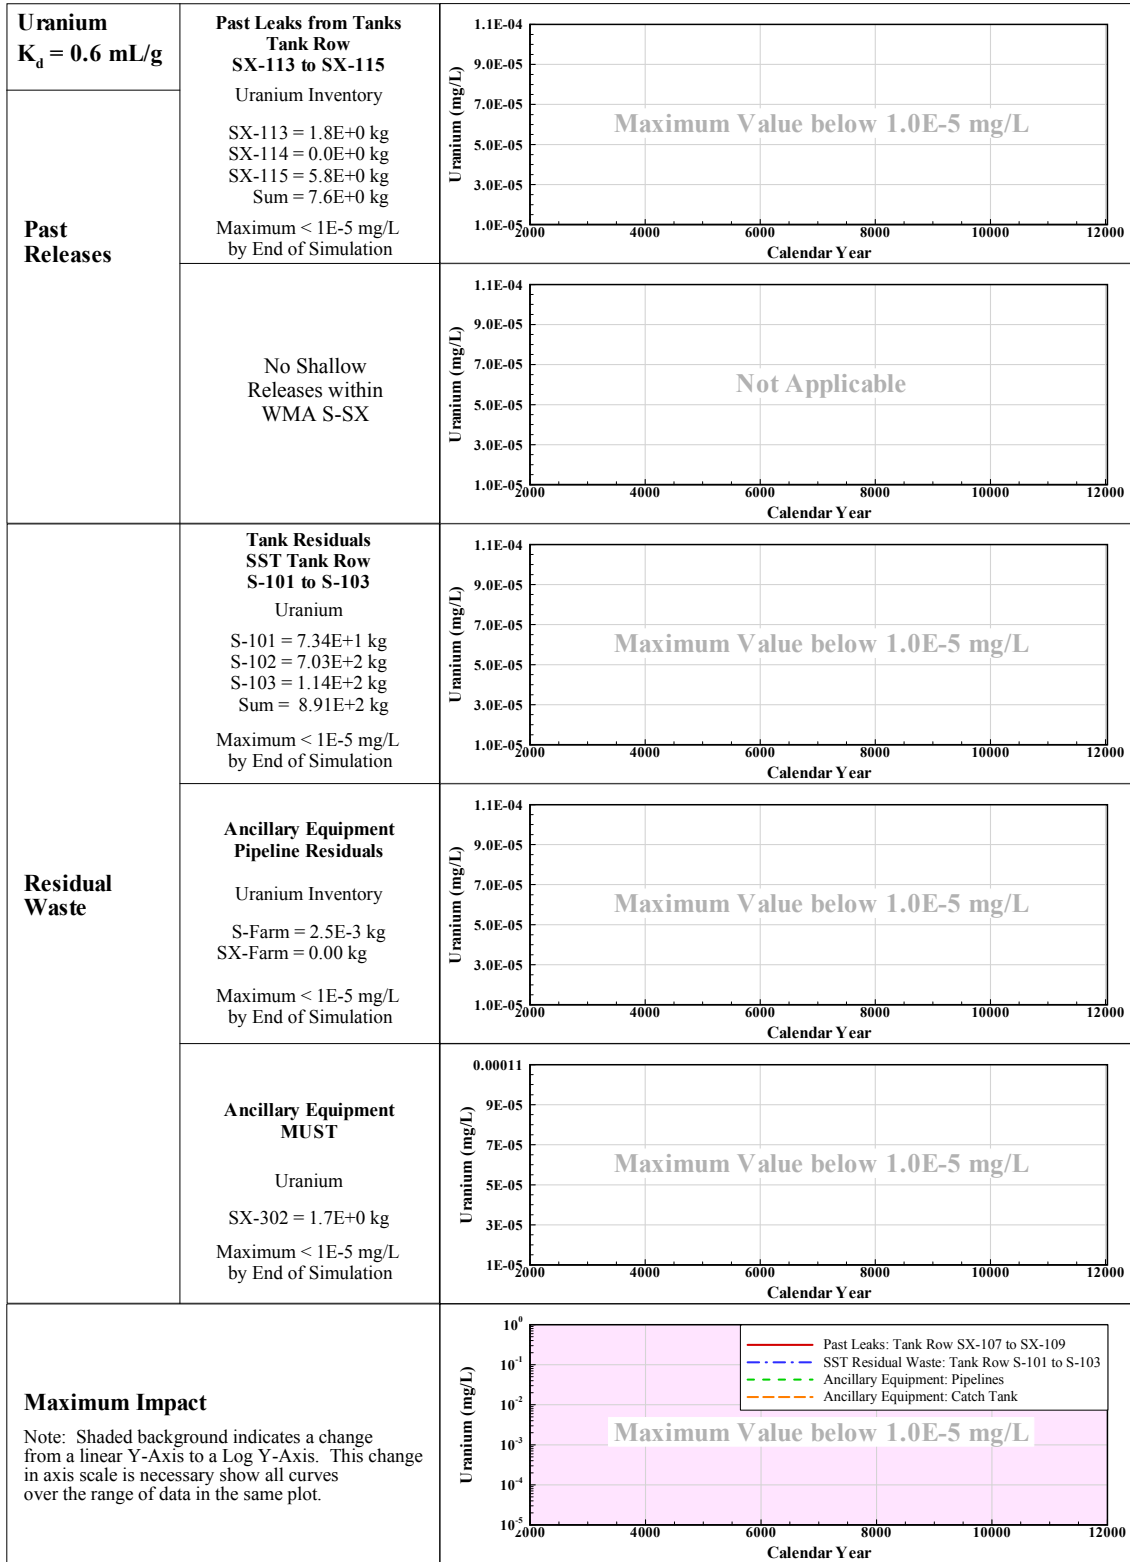 Uranium
Kd = 0.6 mL/g
Past Leaks from Tanks
Tank Row
SX-113 to SX-115
Uranium Inventory
SX-113 = 1.8E+0 kg
SX-114 = 0.0E+0 kg
SX-115 = 5.8E+0 kg
Sum = 7.6E+0 kg
Maximum < 1E-5 mg/L
by End of Simulation
Uranium (mg/L)
1.1E-04
9.0E-05
7.0E-05
5.0E-05
3.0E-05
1.0E-05
Maximum Value below 1.0E-5 mg/L
2000 4000 6000 8000 10000 12000
Calendar Year
Past
Releases
No Shallow
Releases within
WMA S-SX
Uranium (mg/L)
1.1E-04
9.0E-05
7.0E-05
5.0E-05
3.0E-05
1.0E-05
Not Applicable
2000 4000 6000 8000 10000 12000
Calendar Year
Residual
Waste
Tank Residuals
SST Tank Row
S-101 to S-103
Uranium
S-101 = 7.34E+1 kg
S-102 = 7.03E+2 kg
S-103 = 1.14E+2 kg
Sum = 8.91E+2 kg
Maximum < 1E-5 mg/L
by End of Simulation
Uranium (mg/L)
1.1E-04
9.0E-05
7.0E-05
5.0E-05
3.0E-05
1.0E-05
Maximum Value below 1.0E-5 mg/L
2000 4000 6000 8000 10000 12000
Calendar Year
Ancillary Equipment
Pipeline Residuals
Uranium Inventory
S-Farm = 2.5E-3 kg
SX-Farm = 0.00 kg
Maximum < 1E-5 mg/L
by End of Simulation
Uranium (mg/L)
1.1E-04
9.0E-05
7.0E-05
5.0E-05
3.0E-05
1.0E-05
Maximum Value below 1.0E-5 mg/L
2000 4000 6000 8000 10000 12000
Calendar Year
Ancillary Equipment
MUST
Uranium
SX-302 = 1.7E+0 kg
Maximum < 1E-5 mg/L
by End of Simulation
Uranium (mg/L)
0.00011
9E-05
7E-05
5E-05
3E-05
1E-05
Maximum Value below 1.0E-5 mg/L
2000 4000 6000 8000 10000 12000
Calendar Year
Maximum Impact
Note: Shaded background indicates a change
from a linear Y-Axis to a Log Y-Axis. This change
in axis scale is necessary show all curves
over the range of data in the same plot.
Uranium (mg/L)
10⁰
10⁻¹
10⁻²
10⁻³
10⁻⁴
10⁻⁵
Past Leaks: Tank Row SX-107 to SX-109
SST Residual Waste: Tank Row S-101 to S-103
Ancillary Equipment: Pipelines
Ancillary Equipment: Catch Tank
Maximum Value below 1.0E-5 mg/L
2000 4000 6000 8000 10000 12000
Calendar Year